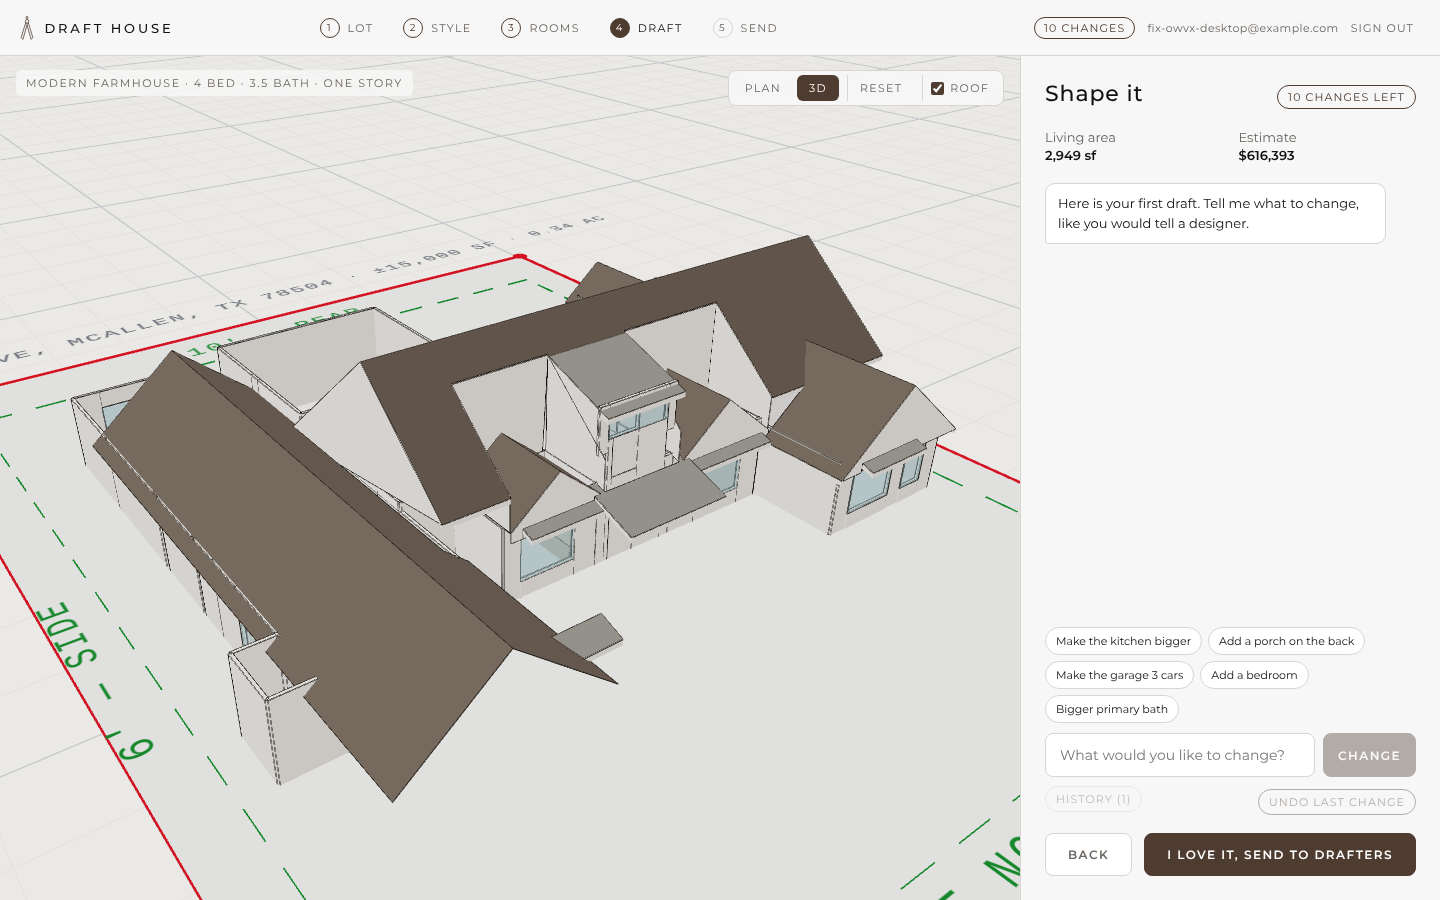 DRAFT HOUSE
1 LOT
2 STYLE
3 ROOMS
4 DRAFT
5 SEND
10 CHANGES
fix-owvx-desktop@example.com
SIGN OUT
MODERN FARMHOUSE · 4 BED · 3.5 BATH · ONE STORY
PLAN
3D
RESET
ROOF
VE, MCALLEN, TX 78504 · ±15,000 SF · 0.34 AC
10' REAR
6' - SIDE
Shape it
10 CHANGES LEFT
Living area
2,949 sf
Estimate
$616,393
Here is your first draft. Tell me what to change,
like you would tell a designer.
Make the kitchen bigger
Add a porch on the back
Make the garage 3 cars
Add a bedroom
Bigger primary bath
What would you like to change?
CHANGE
HISTORY (1)
UNDO LAST CHANGE
BACK
I LOVE IT, SEND TO DRAFTERS